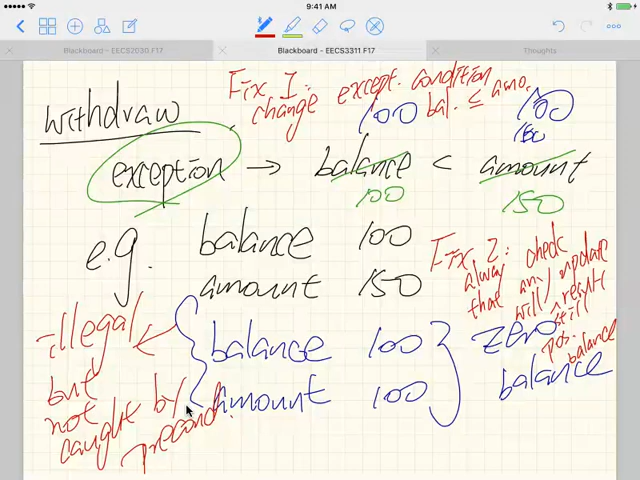 9:41 AM
Blackboard — EECS2030 F17
Blackboard — EECS3311 F17
Thoughts
Fix 1: except. condition
change bal. ≤ amo.
100 100
150
withdraw
exception → balance < amount
100 150
e.g. balance 100
amount 150
Fix 2: check
always
that an update
will result
still
pos. balance
illegal
but
not
caught by
precond.
balance 100
amount 100
zero
balance